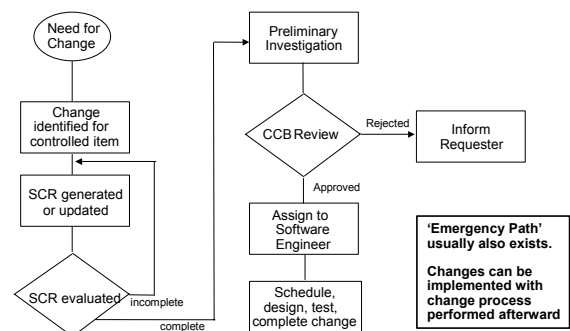 Need for
Change
Change
identified for
controlled item
SCR generated
or updated
SCR evaluated
incomplete
complete
Preliminary
Investigation
CCB Review
Rejected
Inform
Requester
Approved
Assign to
Software
Engineer
Schedule,
design, test,
complete change
‘Emergency Path’
usually also exists.
Changes can be
implemented with
change process
performed afterward